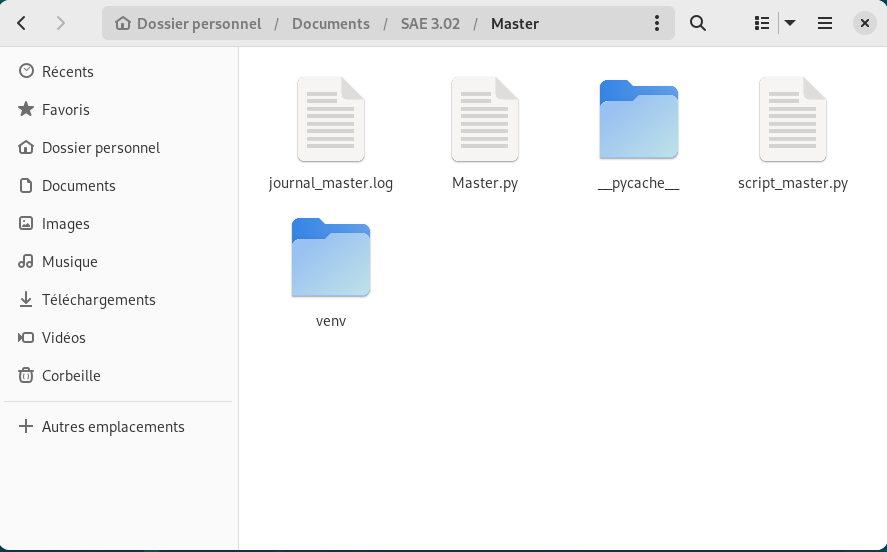 Dossier personnel / Documents / SAE 3.02 / Master
Récents
Favoris
Dossier personnel
Documents
Images
Musique
Téléchargements
Vidéos
Corbeille
Autres emplacements
journal_master.log
Master.py
__pycache__
script_master.py
venv